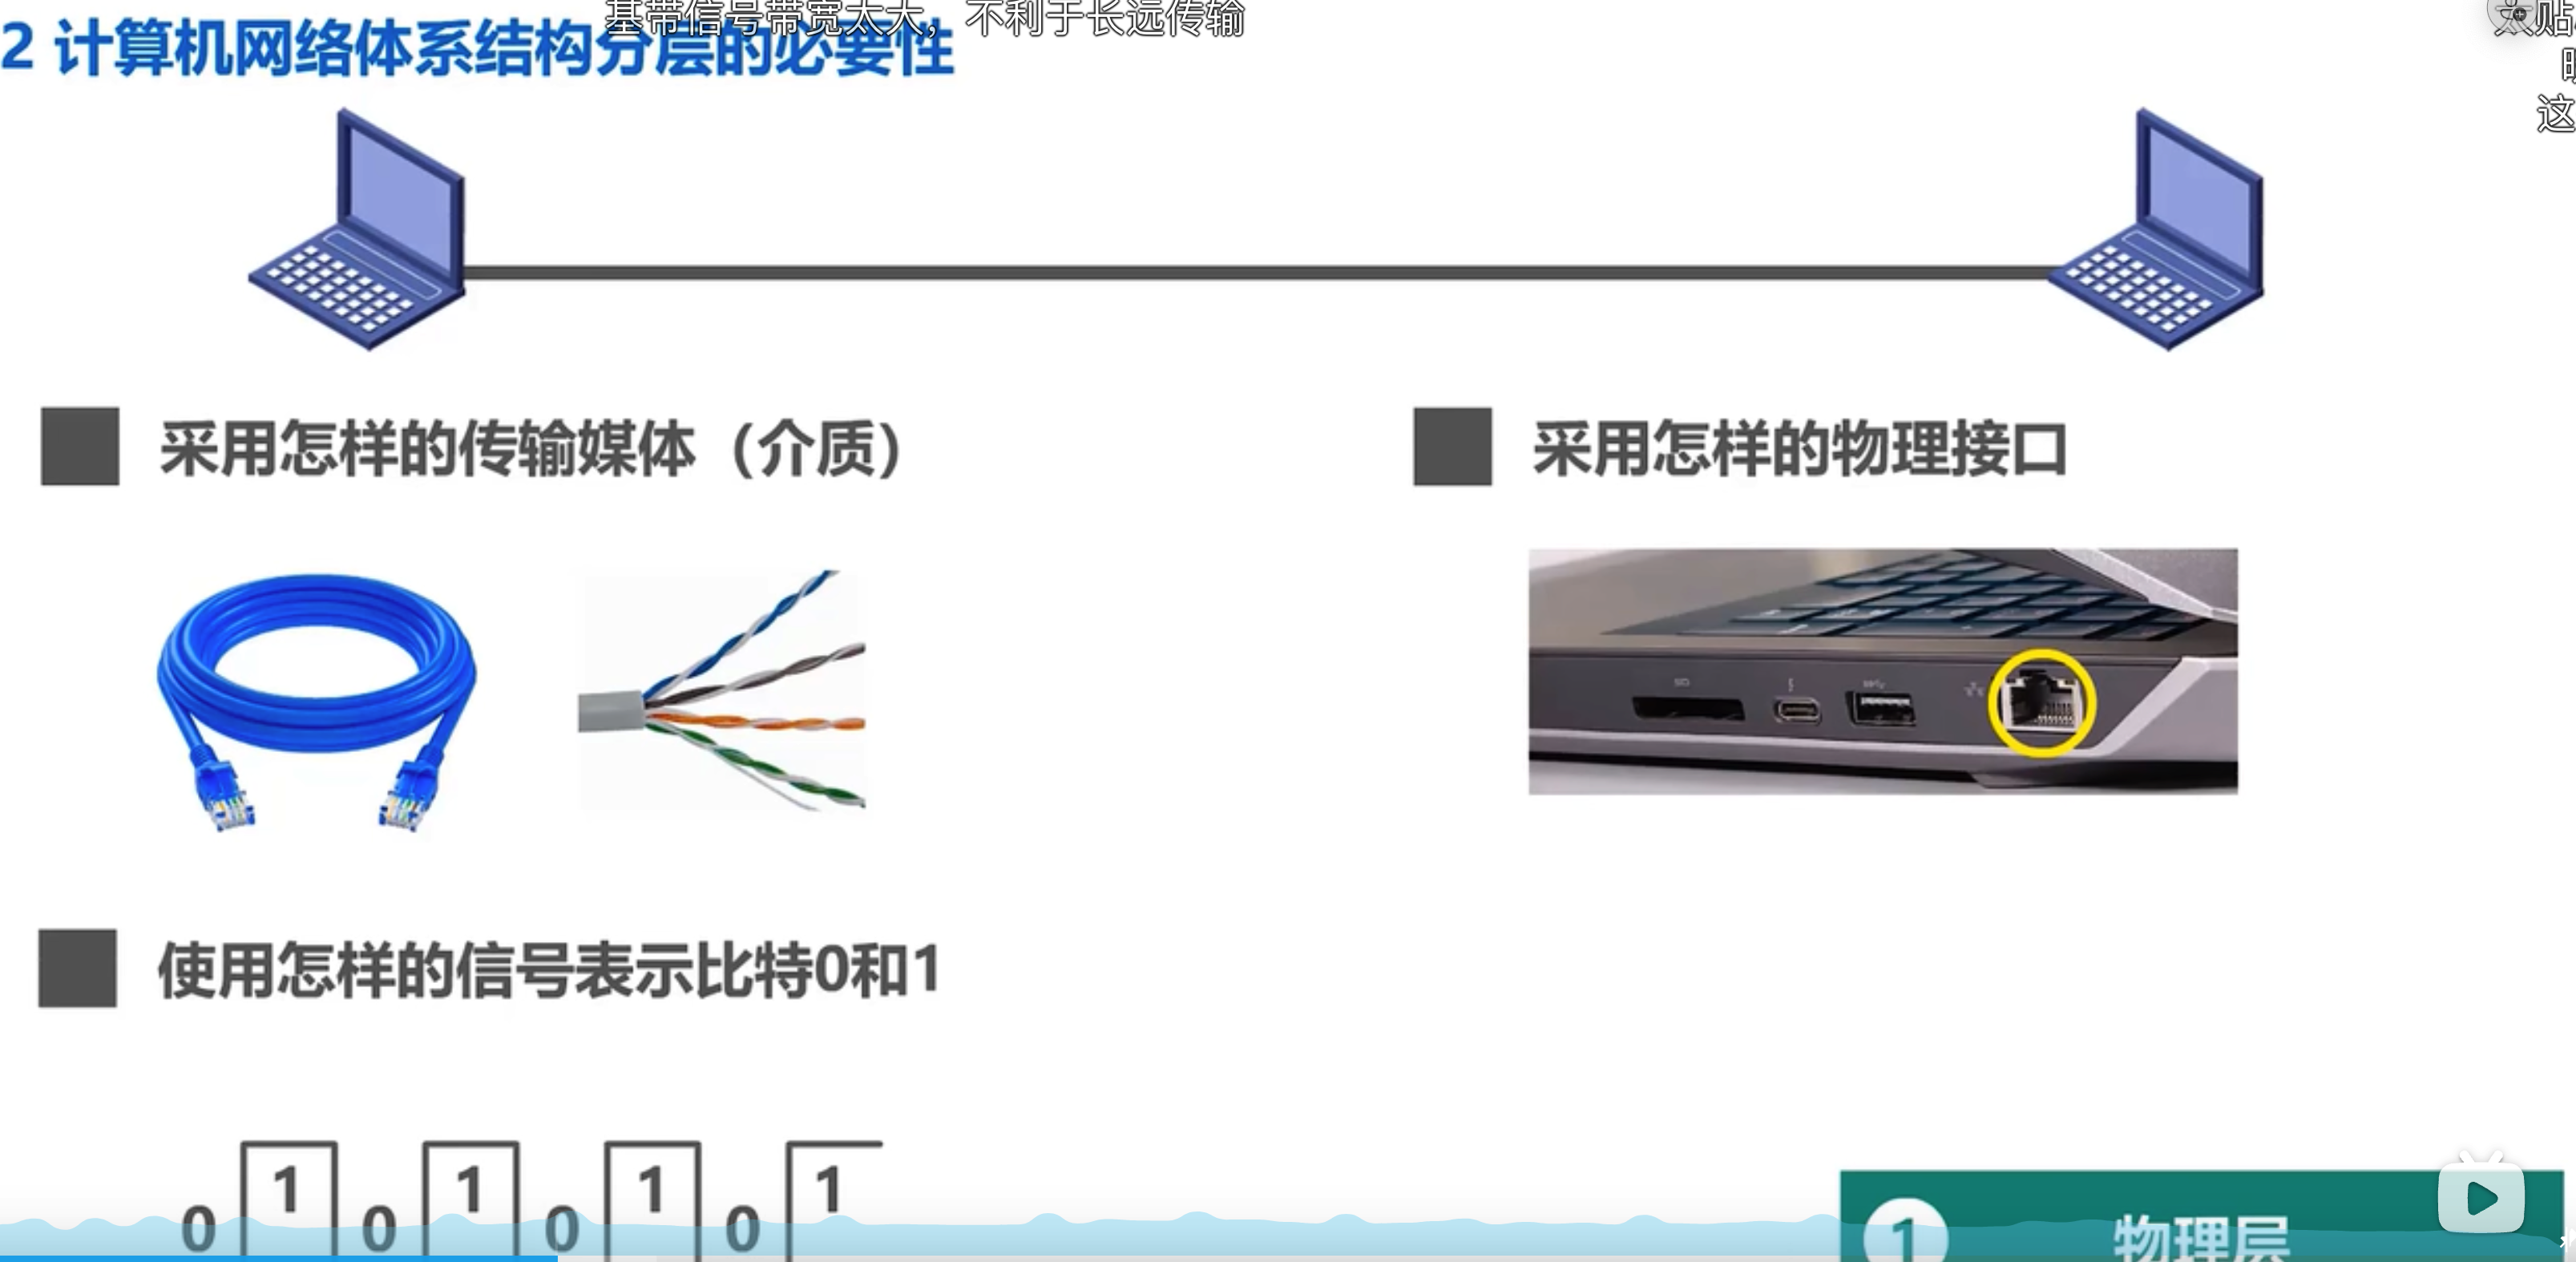 基带信号带宽太大，不利于长远传输
2 计算机网络体系结构分层的必要性
这
采用怎样的传输媒体（介质）
采用怎样的物理接口
使用怎样的信号表示比特0和1
0 1 0 1 0 1 0 1
1 物理层